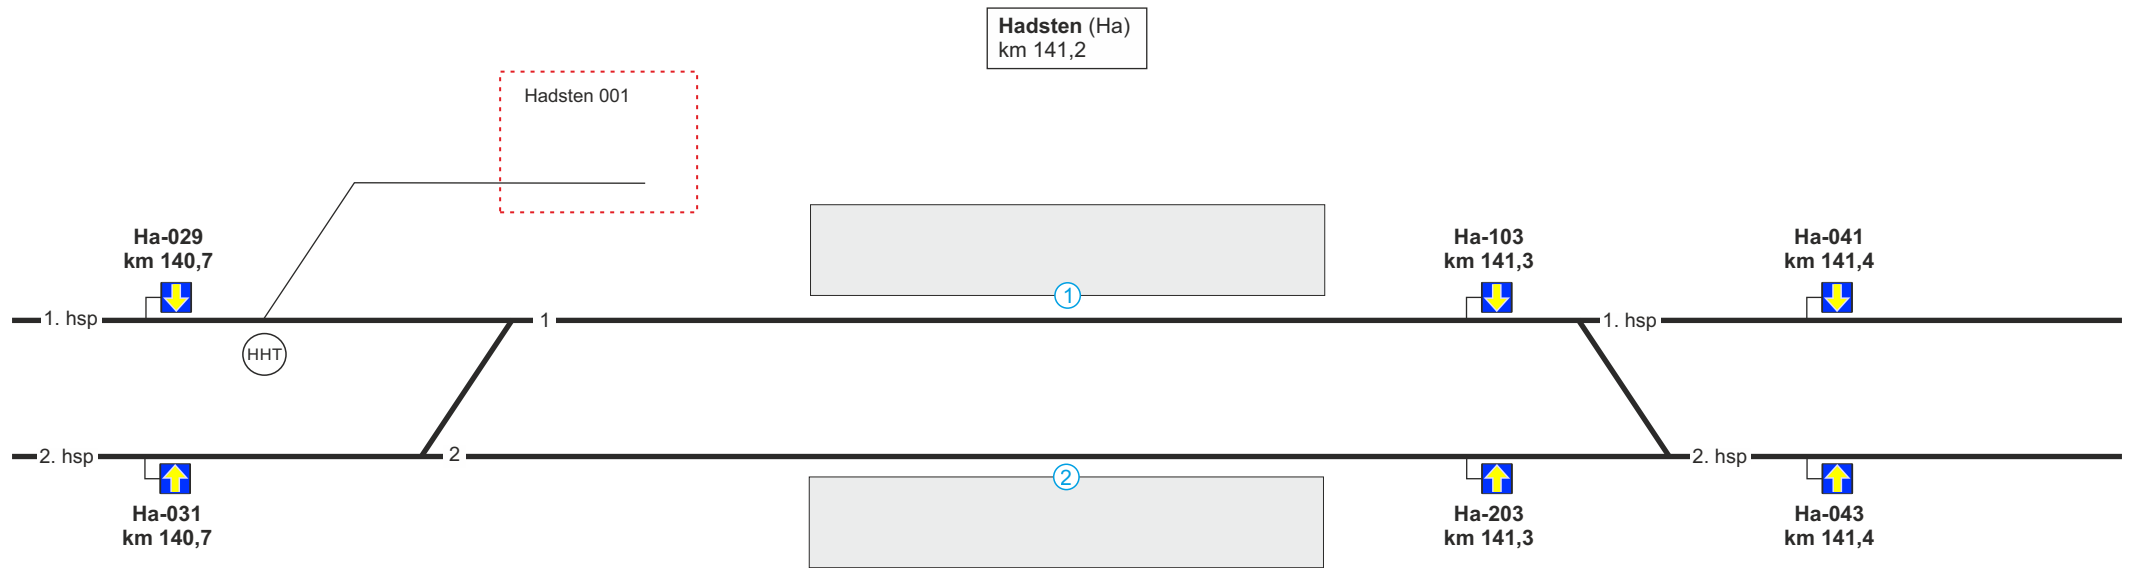 Hadsten (Ha)
km 141,2
Hadsten 001
Ha-029
km 140,7
Ha-103
km 141,3
Ha-041
km 141,4
1
1. hsp
1
1. hsp
HHT
2. hsp
2
2. hsp
2
Ha-031
km 140,7
Ha-203
km 141,3
Ha-043
km 141,4